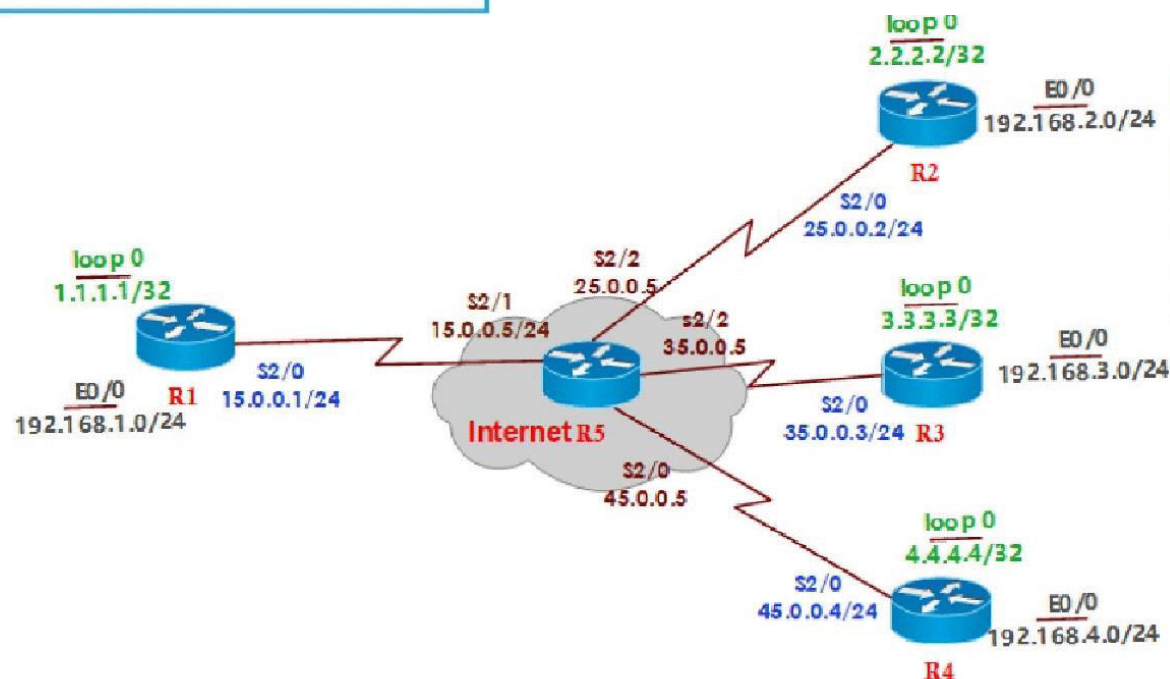 loop 0
2.2.2.2/32
E0/0
192.168.2.0/24
R2
S2/0
25.0.0.2/24
loop 0
1.1.1.1/32
S2/2
25.0.0.5
S2/1
15.0.0.5/24
s2/2
35.0.0.5
loop 0
3.3.3.3/32
E0/0
192.168.3.0/24
S2/0
15.0.0.1/24
E0/0
192.168.1.0/24
R1
S2/0
35.0.0.3/24
R3
Internet R5
S2/0
45.0.0.5
loop 0
4.4.4.4/32
S2/0
45.0.0.4/24
E0/0
192.168.4.0/24
R4